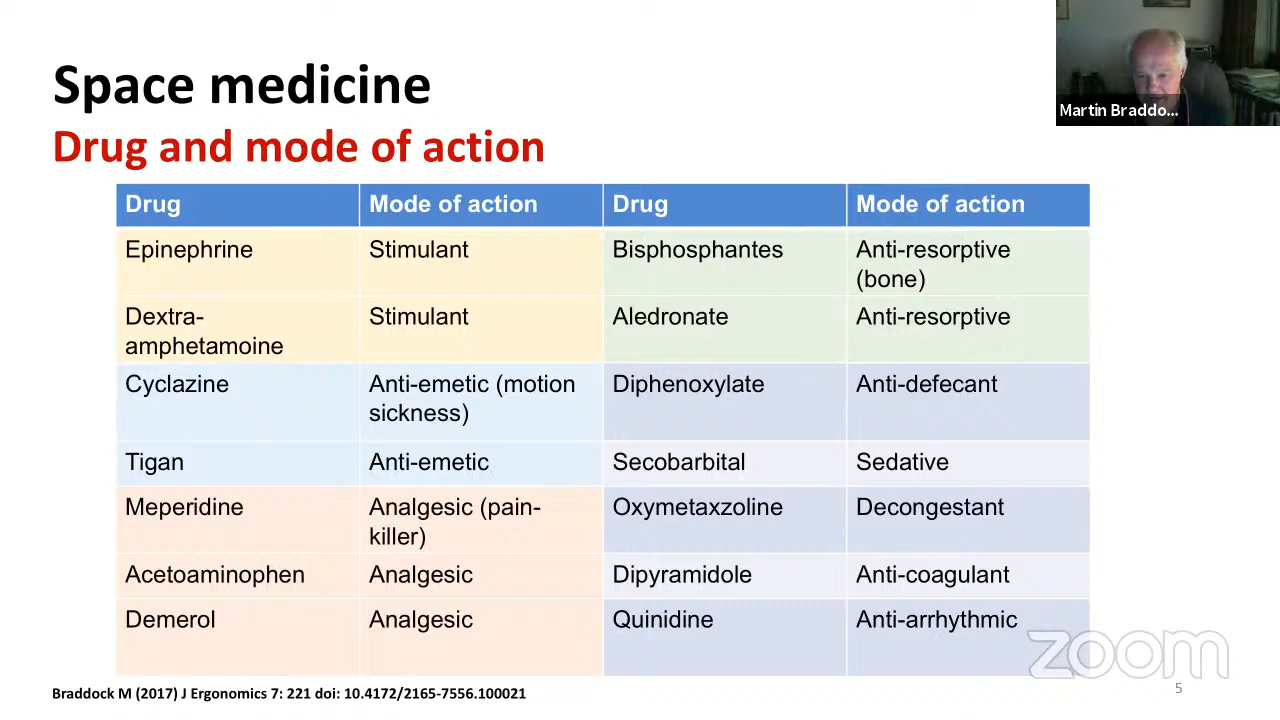 Space medicine
Drug and mode of action
Martin Braddo...
Drug Mode of action Drug Mode of action
Epinephrine Stimulant Bisphosphantes Anti-resorptive
(bone)
Dextra- Stimulant Aledronate Anti-resorptive
amphetamoine
Cyclazine Anti-emetic (motion Diphenoxylate Anti-defecant
sickness)
Tigan Anti-emetic Secobarbital Sedative
Meperidine Analgesic (pain- Oxymetaxzoline Decongestant
killer)
Acetoaminophen Analgesic Dipyramidole Anti-coagulant
Demerol Analgesic Quinidine Anti-arrhythmic
zoom
Braddock M (2017) J Ergonomics 7: 221 doi: 10.4172/2165-7556.100021
5